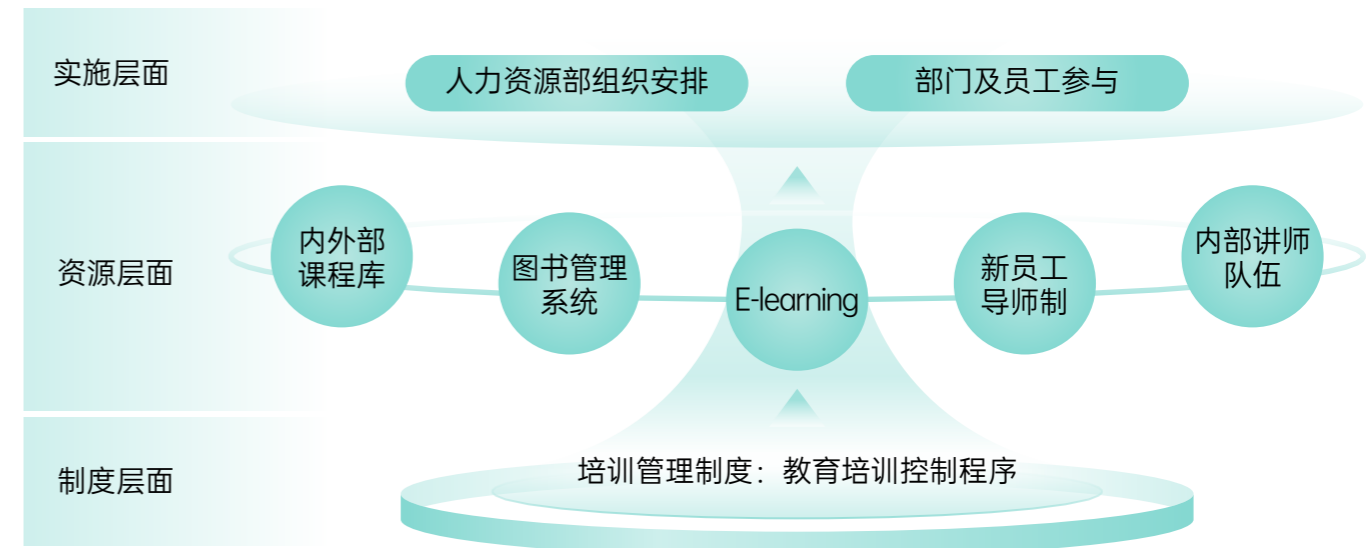 实施层面
人力资源部组织安排
部门及员工参与
资源层面
内外部
课程库
图书管理
系统
E-learning
新员工
导师制
内部讲师
队伍
制度层面
培训管理制度：教育培训控制程序